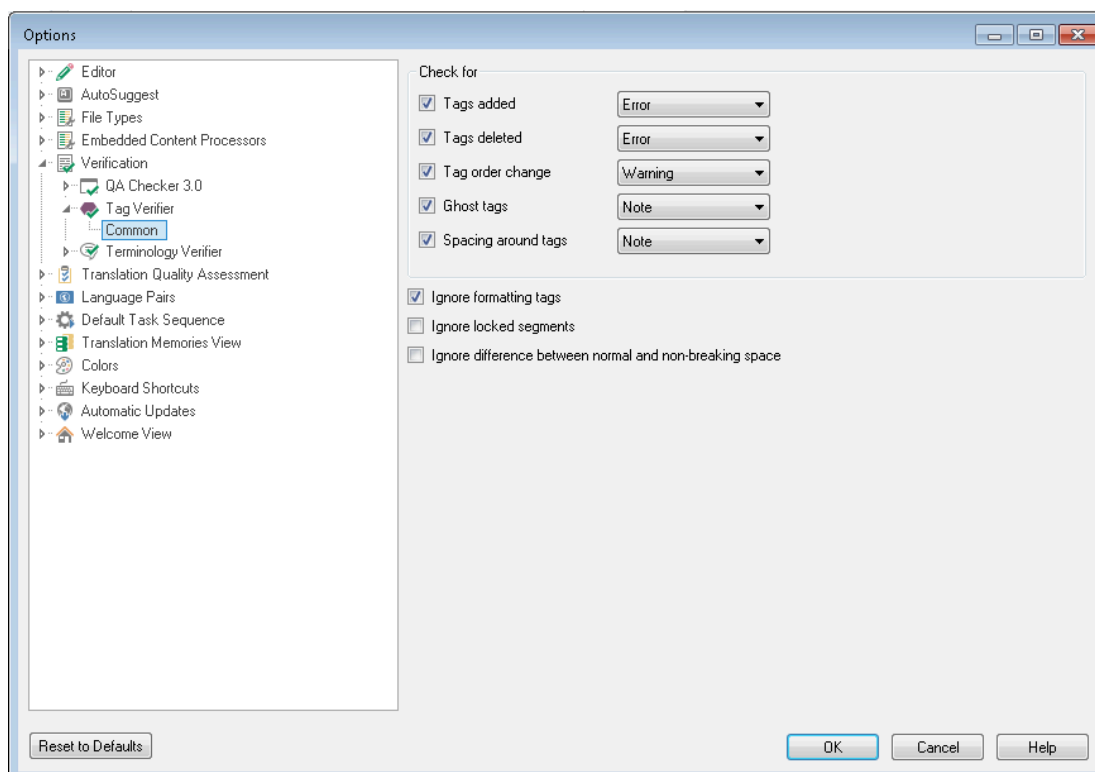 Options
Editor
AutoSuggest
File Types
Embedded Content Processors
Verification
QA Checker 3.0
Tag Verifier
Common
Terminology Verifier
Translation Quality Assessment
Language Pairs
Default Task Sequence
Translation Memories View
Colors
Keyboard Shortcuts
Automatic Updates
Welcome View
Check for
Tags added Error
Tags deleted Error
Tag order change Warning
Ghost tags Note
Spacing around tags Note
Ignore formatting tags
Ignore locked segments
Ignore difference between normal and non-breaking space
Reset to Defaults OK Cancel Help